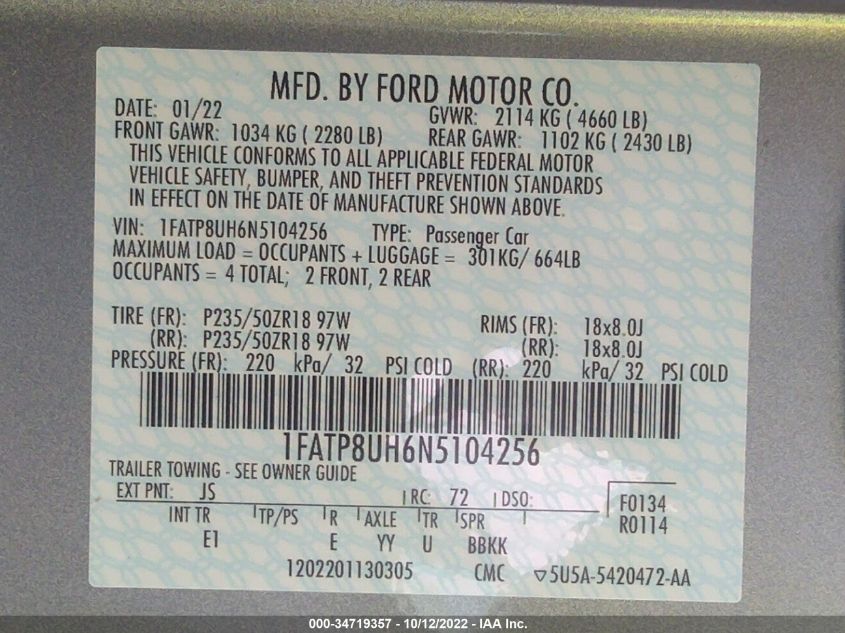 MFD. BY FORD MOTOR CO.
DATE: 01/22 GVWR: 2114 KG ( 4660 LB)
FRONT GAWR: 1034 KG ( 2280 LB) REAR GAWR: 1102 KG ( 2430 LB)
THIS VEHICLE CONFORMS TO ALL APPLICABLE FEDERAL MOTOR
VEHICLE SAFETY, BUMPER, AND THEFT PREVENTION STANDARDS
IN EFFECT ON THE DATE OF MANUFACTURE SHOWN ABOVE.
VIN: 1FATP8UH6N5104256 TYPE: Passenger Car
MAXIMUM LOAD = OCCUPANTS + LUGGAGE = 301KG/ 664LB
OCCUPANTS = 4 TOTAL; 2 FRONT, 2 REAR
TIRE (FR): P235/50ZR18 97W RIMS (FR): 18x8.0J
(RR): P235/50ZR18 97W (RR): 18x8.0J
PRESSURE (FR): 220 kPa/ 32 PSI COLD (RR): 220 kPa/ 32 PSI COLD
1FATP8UH6N5104256
TRAILER TOWING - SEE OWNER GUIDE
EXT PNT: JS RC: 72 DSO: F0134
INT TR TP/PS R AXLE TR SPR R0114
E1 E YY U BBKK
1202201130305 CMC ▽5U5A-5420472-AA
000-34719357 - 10/12/2022 - IAA Inc.